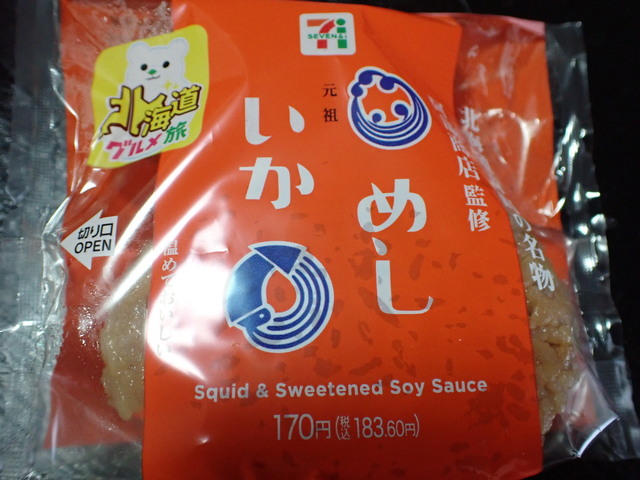 SEVEN&i
北海道
グルメ旅
元祖
いか
めし
店監修
の名物
切り口
OPEN
温めておいしい
Squid & Sweetened Soy Sauce
170円(税込183.60円)